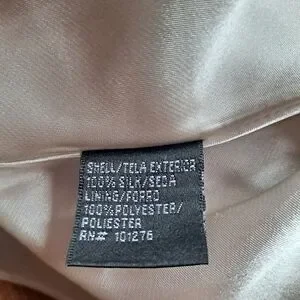 SHELL/TELA EXTERIOR
100% SILK/SEDA
LINING/FORRO
100%POLYESTER/
POLIESTER
RN# 101276